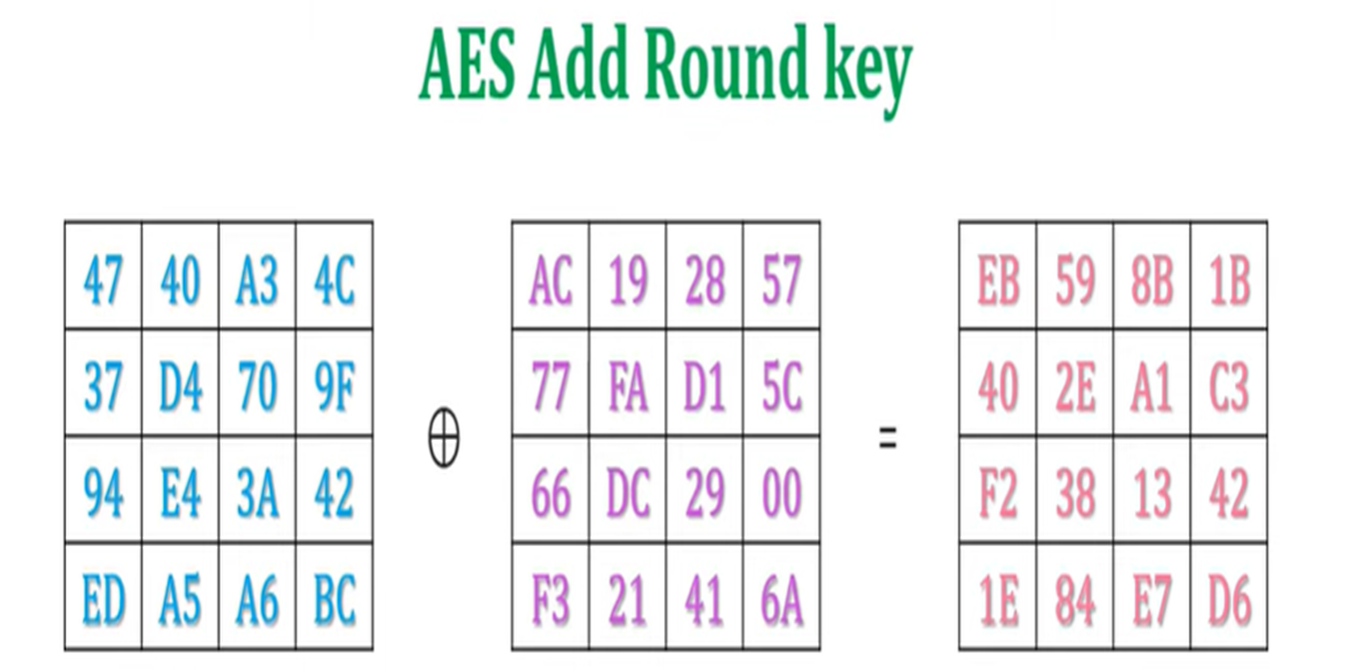 AES Add Round key
47 40 A3 4C AC 19 28 57 EB 59 8B 1B
37 D4 70 9F 77 FA D1 5C 40 2E A1 C3
⊕ =
94 E4 3A 42 66 DC 29 00 F2 38 13 42
ED A5 A6 BC F3 21 41 6A 1E 84 E7 D6